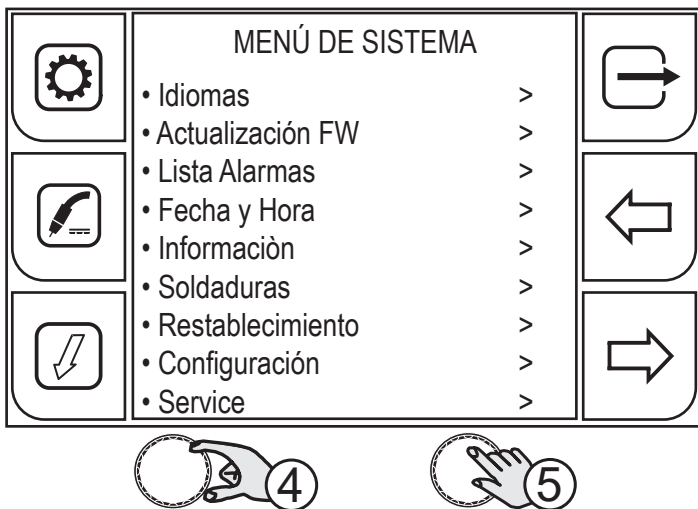 MENÚ DE SISTEMA
• Idiomas >
• Actualización FW >
• Lista Alarmas >
• Fecha y Hora >
• Informaciòn >
• Soldaduras >
• Restablecimiento >
• Configuración >
• Service >
4
5